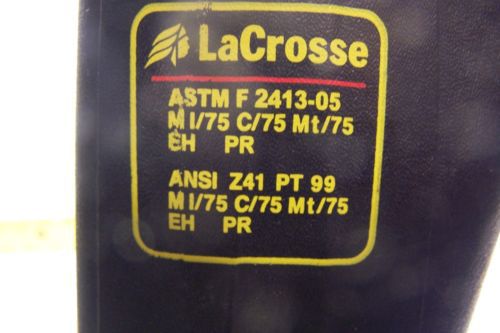 LaCrosse
ASTM F 2413-05
M I/75 C/75 Mt/75
EH PR
ANSI Z41 PT 99
M I/75 C/75 Mt/75
EH PR